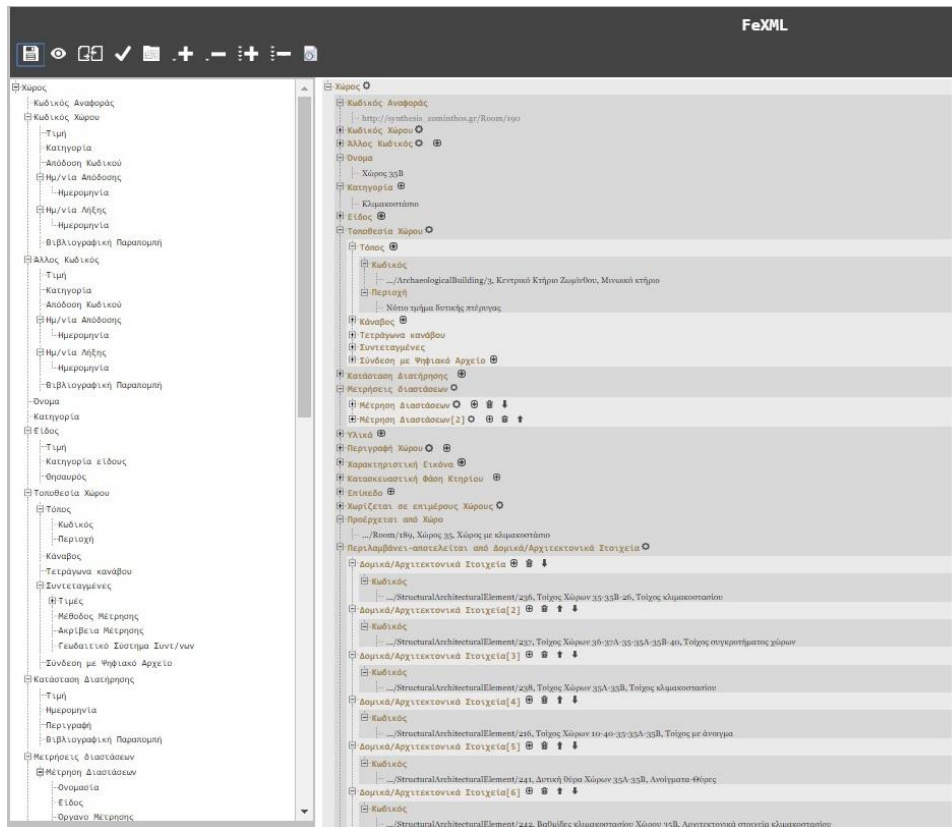 FeXML
Χώρος
Κωδικός Αναφοράς
Κωδικός Χώρου
Τιμή
Κατηγορία
Απόδοση Κωδικού
Ημ/νία Απόδοσης
Ημερομηνία
Ημ/νία Λήξης
Ημερομηνία
Βιβλιογραφική Παραπομπή
Άλλος Κωδικός
Τιμή
Κατηγορία
Απόδοση Κωδικού
Ημ/νία Απόδοσης
Ημερομηνία
Ημ/νία Λήξης
Ημερομηνία
Βιβλιογραφική Παραπομπή
Όνομα
Κατηγορία
Είδος
Τιμή
Κατηγορία είδους
Θησαυρός
Τοποθεσία Χώρου
Τόπος
Κωδικός
Περιοχή
Κάναβος
Τετράγωνα κανάβου
Συντεταγμένες
Τιμές
Μέθοδος Μέτρησης
Ακρίβεια Μέτρησης
Γεωδαιτικό Σύστημα Συντ/νων
Σύνδεση με Ψηφιακό Αρχείο
Κατάσταση Διατήρησης
Τιμή
Ημερομηνία
Περιγραφή
Βιβλιογραφική Παραπομπή
Μετρήσεις διαστάσεων
Μέτρηση Διαστάσεων
Ονομασία
Είδος
Όργανο Μέτρησης
Χώρος
Κωδικός Αναφοράς
http://synthesis_zominthos.gr/Room/190
Κωδικός Χώρου
Άλλος Κωδικός
Όνομα
Χώρος 35Β
Κατηγορία
Κλιμακοστάσιο
Είδος
Τοποθεσία Χώρου
Τόπος
Κωδικός
.../ArchaeologicalBuilding/3, Κεντρικό Κτήριο Ζωμίνθου, Μινωικό κτήριο
Περιοχή
Νότιο τμήμα δυτικής πτέρυγας
Κάναβος
Τετράγωνα κανάβου
Συντεταγμένες
Σύνδεση με Ψηφιακό Αρχείο
Κατάσταση Διατήρησης
Μετρήσεις διαστάσεων
Μέτρηση Διαστάσεων
Μέτρηση Διαστάσεων[2]
Υλικά
Περιγραφή Χώρου
Χαρακτηριστική Εικόνα
Κατασκευαστική Φάση Κτηρίου
Επίπεδο
Χωρίζεται σε επιμέρους Χώρους
Προέρχεται από Χώρο
.../Room/189, Χώρος 35, Χώρος με κλιμακοστάσιο
Περιλαμβάνει-αποτελείται από Δομικά/Αρχιτεκτονικά Στοιχεία
Δομικά/Αρχιτεκτονικά Στοιχεία
Κωδικός
.../StructuralArchitecturalElement/236, Τοίχος Χώρων 35-35Β-26, Τοίχος κλιμακοστασίου
Δομικά/Αρχιτεκτονικά Στοιχεία[2]
Κωδικός
.../StructuralArchitecturalElement/237, Τοίχος Χώρων 36-37Α-35-35Α-35Β-40, Τοίχος συγκροτήματος χώρων
Δομικά/Αρχιτεκτονικά Στοιχεία[3]
Κωδικός
.../StructuralArchitecturalElement/238, Τοίχος Χώρων 35Α-35Β, Τοίχος κλιμακοστασίου
Δομικά/Αρχιτεκτονικά Στοιχεία[4]
Κωδικός
.../StructuralArchitecturalElement/216, Τοίχος Χώρων 10-40-35-35Α-35Β, Τοίχος με άνοιγμα
Δομικά/Αρχιτεκτονικά Στοιχεία[5]
Κωδικός
.../StructuralArchitecturalElement/241, Δυτική Θύρα Χώρων 35Α-35Β, Ανοίγματα-Θύρες
Δομικά/Αρχιτεκτονικά Στοιχεία[6]
Κωδικός
.../StructuralArchitecturalElement/242, Βαθμίδες κλιμακοστασίου Χώρου 35Β, Αρχιτεκτονικά στοιχεία κλιμακοστασίου